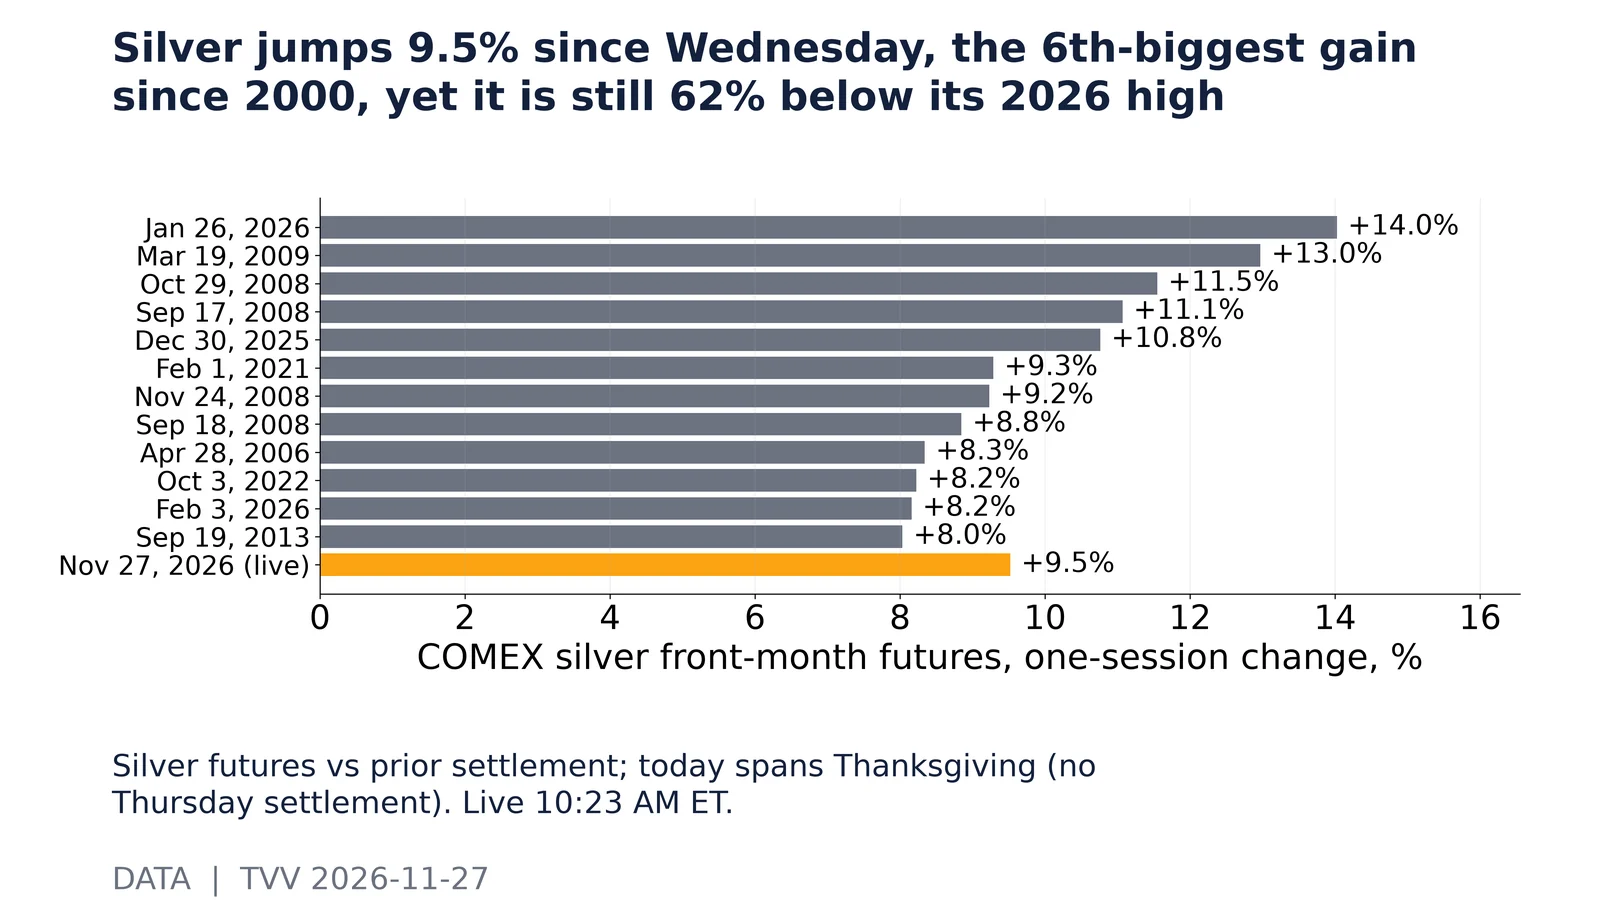 Silver jumps 9.5% since Wednesday, the 6th-biggest gain
since 2000, yet it is still 62% below its 2026 high
Jan 26, 2026 +14.0%
Mar 19, 2009 +13.0%
Oct 29, 2008 +11.5%
Sep 17, 2008 +11.1%
Dec 30, 2025 +10.8%
Feb 1, 2021 +9.3%
Nov 24, 2008 +9.2%
Sep 18, 2008 +8.8%
Apr 28, 2006 +8.3%
Oct 3, 2022 +8.2%
Feb 3, 2026 +8.2%
Sep 19, 2013 +8.0%
Nov 27, 2026 (live) +9.5%
0 2 4 6 8 10 12 14 16
COMEX silver front-month futures, one-session change, %
Silver futures vs prior settlement; today spans Thanksgiving (no
Thursday settlement). Live 10:23 AM ET.
DATA | TVV 2026-11-27